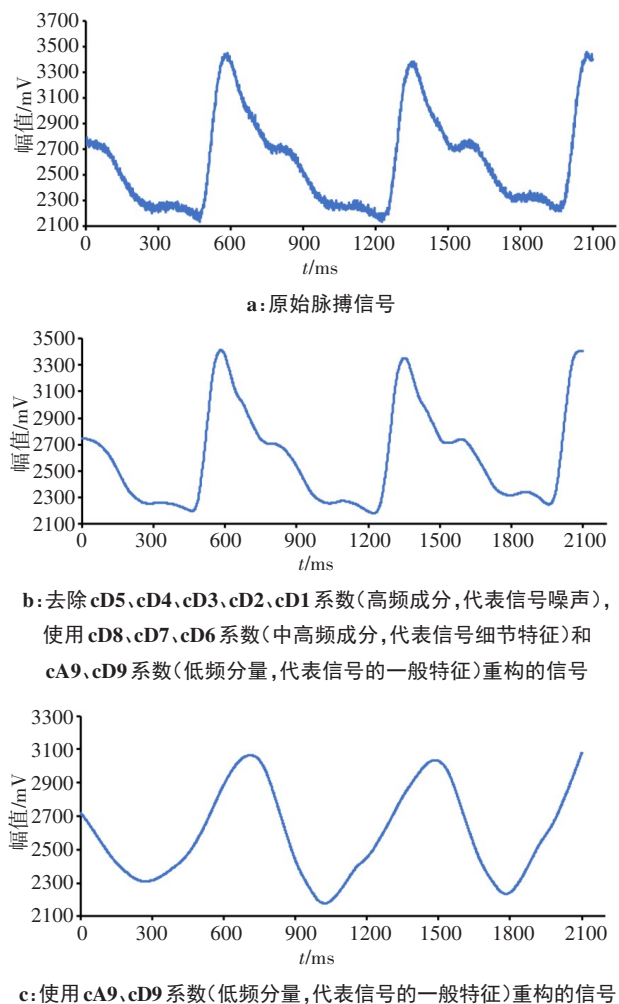 3700
3500
3300
3100
2900
2700
2500
2300
2100
幅值/mV
0 300 600 900 1200 1500 1800 2100
t/ms
a:原始脉搏信号
3500
3300
3100
2900
2700
2500
2300
2100
幅值/mV
0 300 600 900 1200 1500 1800 2100
t/ms
b:去除cD5、cD4、cD3、cD2、cD1系数(高频成分,代表信号噪声),
使用cD8、cD7、cD6系数(中高频成分,代表信号细节特征)和
cA9、cD9系数(低频分量,代表信号的一般特征)重构的信号
3300
3100
2900
2700
2500
2300
2100
幅值/mV
0 300 600 900 1200 1500 1800 2100
t/ms
c:使用cA9、cD9系数(低频分量,代表信号的一般特征)重构的信号